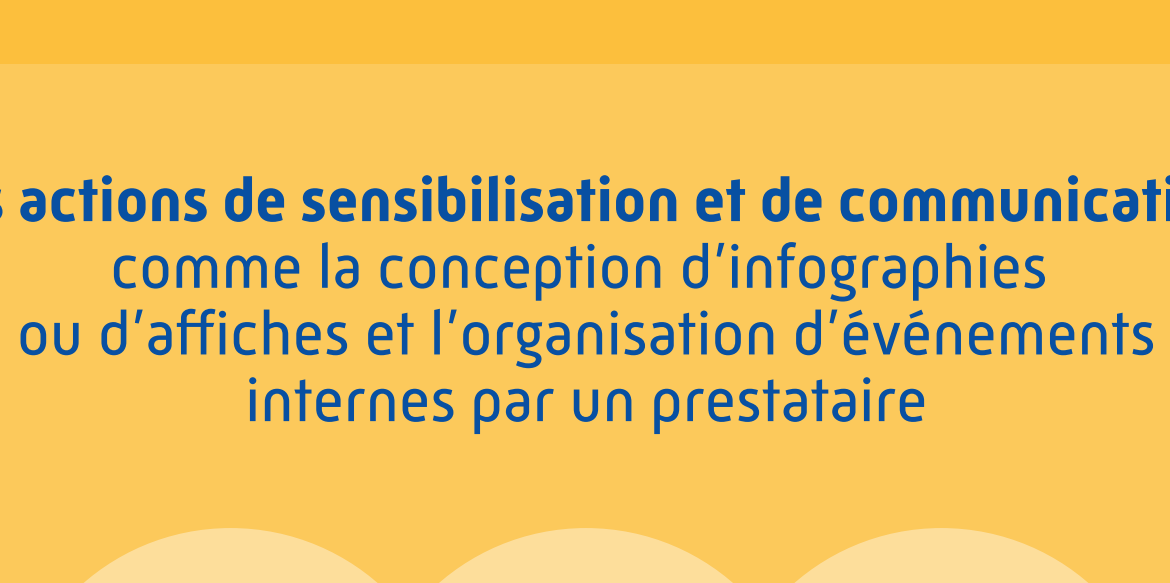 s actions de sensibilisation et de communicati
comme la conception d’infographies
ou d’affiches et l’organisation d’événements
internes par un prestataire